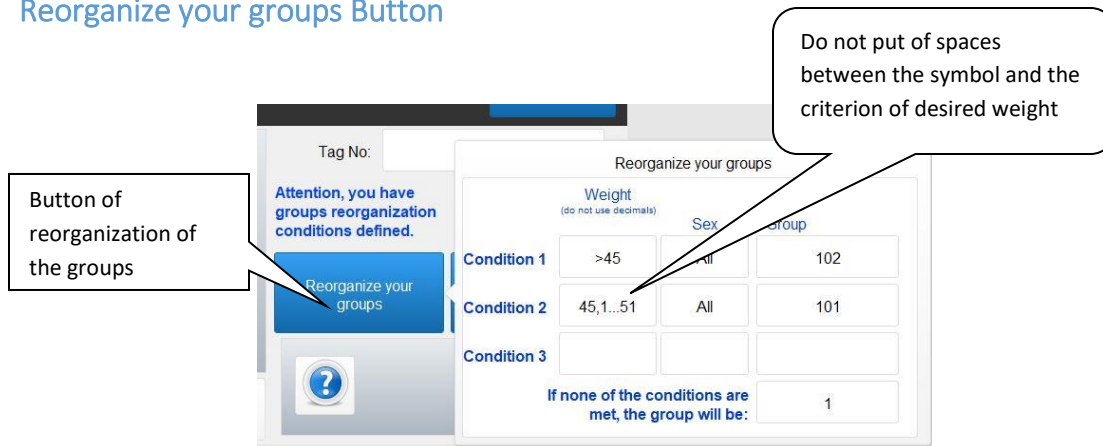 Reorganize your groups Button
Do not put of spaces
between the symbol and the
criterion of desired weight
Button of
reorganization of
the groups
Tag No:
Attention, you have
groups reorganization
conditions defined.
Reorganize your
groups
Reorganize your groups
Weight
(do not use decimals)
Sex
Group
Condition 1 >45 All 102
Condition 2 45,1...51 All 101
Condition 3
If none of the conditions are
met, the group will be: 1
?